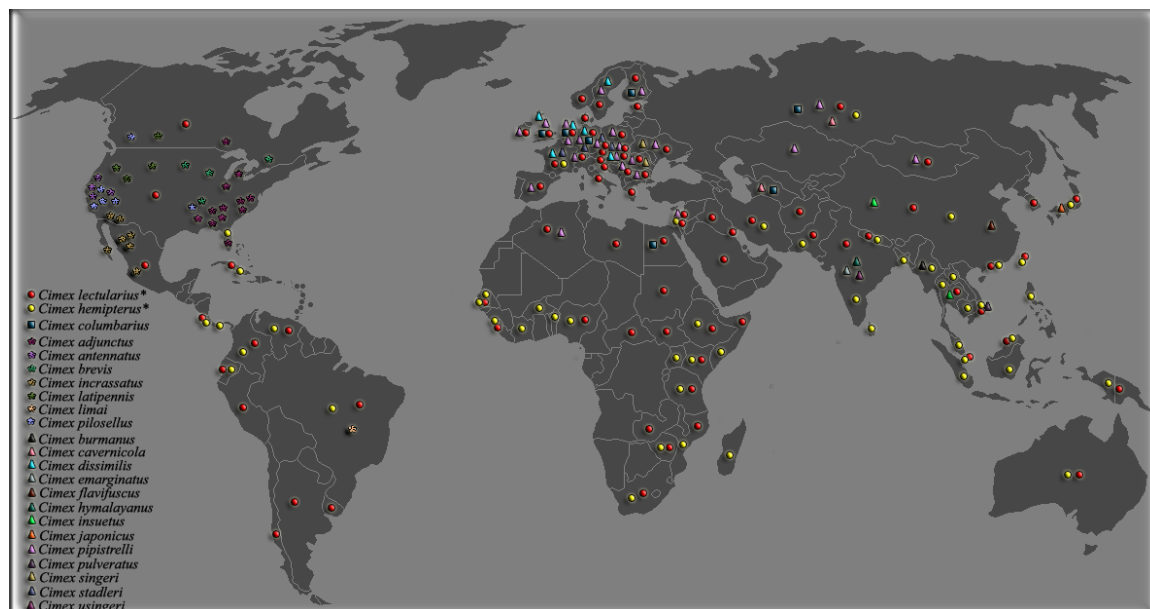 Cimex lectularius*
Cimex hemipterus*
Cimex columbarius
Cimex adjunctus
Cimex antennatus
Cimex brevis
Cimex incrassatus
Cimex latipennis
Cimex limai
Cimex pilosellus
Cimex burmanus
Cimex cavernicola
Cimex dissimilis
Cimex emarginatus
Cimex flavifuscus
Cimex hymalayanus
Cimex insuetus
Cimex japonicus
Cimex pipistrelli
Cimex pulveratus
Cimex singeri
Cimex stadleri
Cimex usingeri